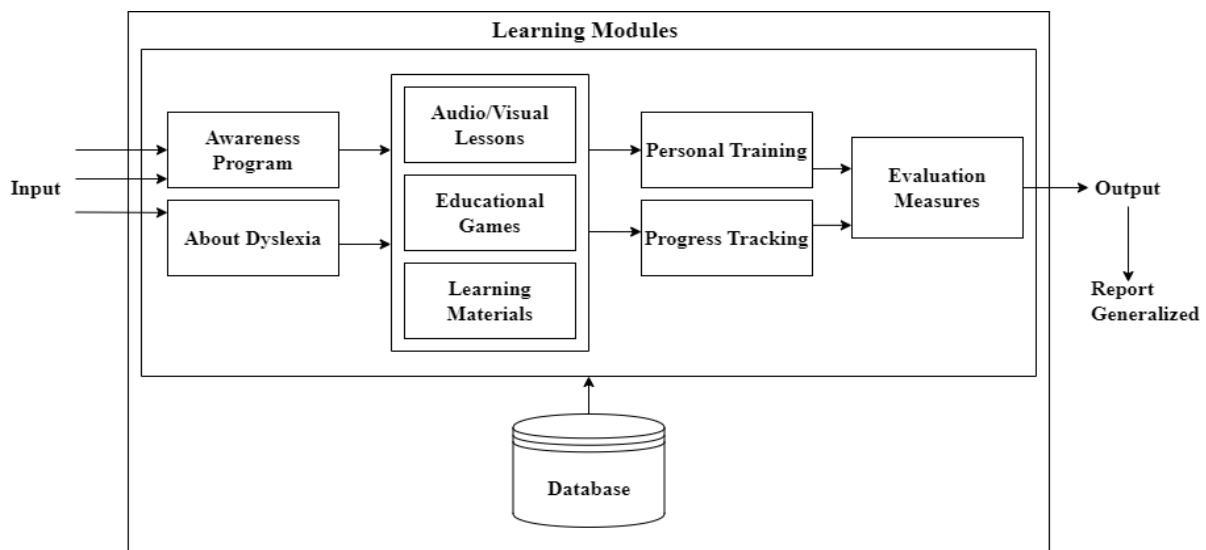 Learning Modules
Input
Awareness
Program
About Dyslexia
Audio/Visual
Lessons
Educational
Games
Learning
Materials
Personal Training
Progress Tracking
Evaluation
Measures
Output
Report
Generalized
Database